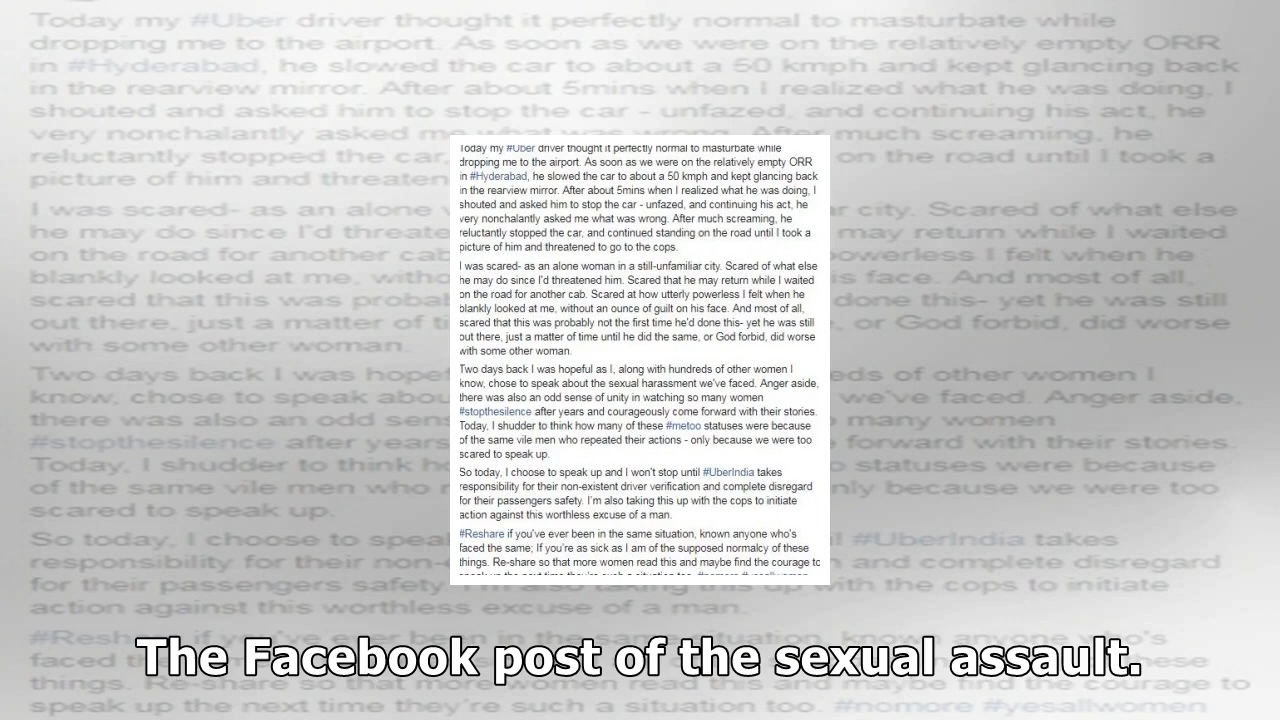 Today my #Uber driver thought it perfectly normal to masturbate while
dropping me to the airport. As soon as we were on the relatively empty ORR
in #Hyderabad, he slowed the car to about a 50 kmph and kept glancing back
in the rearview mirror. After about 5mins when I realized what he was doing, I
shouted and asked him to stop the car - unfazed, and continuing his act, he
very nonchalantly asked me what was wrong. After much screaming, he
reluctantly stopped the car, and continued standing on the road until I took a
picture of him and threatened to go to the cops.
I was scared- as an alone woman in a still-unfamiliar city. Scared of what else
he may do since I'd threatened him. Scared that he may return while I waited
on the road for another cab. Scared at how utterly powerless I felt when he
blankly looked at me, without an ounce of guilt on his face. And most of all,
scared that this was probably not the first time he'd done this- yet he was still
out there, just a matter of time until he did the same, or God forbid, did worse
with some other woman.
Two days back I was hopeful as I, along with hundreds of other women I
know, chose to speak about the sexual harassment we've faced. Anger aside,
there was also an odd sense of unity in watching so many women
#stopthesilence after years and courageously come forward with their stories.
Today, I shudder to think how many of these #metoo statuses were because
of the same vile men who repeated their actions - only because we were too
scared to speak up.
So today, I choose to speak up and I won't stop until #UberIndia takes
responsibility for their non-existent driver verification and complete disregard
for their passengers safety. I'm also taking this up with the cops to initiate
action against this worthless excuse of a man.
#Reshare if you've ever been in the same situation, known anyone who's
faced the same; If you're as sick as I am of the supposed normalcy of these
things. Re-share so that more women read this and maybe find the courage to
speak up the next time they're such a situation too. #nomore #yesallwomen
The Facebook post of the sexual assault.